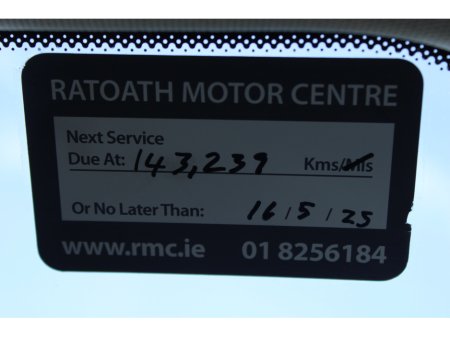 RATOATH MOTOR CENTRE
Next Service
Due At: 143,239 Kms/Mls
Or No Later Than: 16/5/25
www.rmc.ie 01 8256184